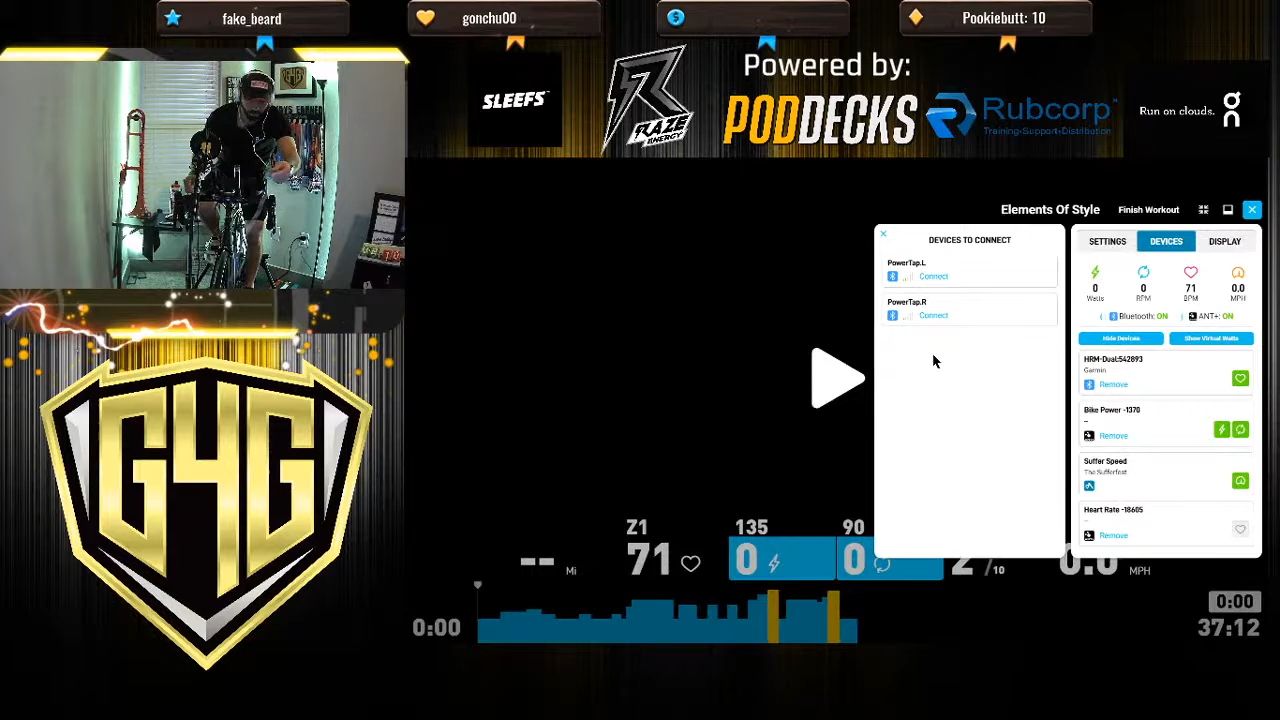 fake_beard
gonchu00
Pookiebutt: 10
Powered by:
SLEEFS
RAZE
ENERGY
PODDECKS
Rubcorp
Training•Support•Distribution
Run on clouds.
Elements Of Style
Finish Workout
DEVICES TO CONNECT
PowerTap.L
Connect
PowerTap.R
Connect
SETTINGS
DEVICES
DISPLAY
0
0
71
0.0
Watts
RPM
BPM
MPH
Bluetooth: ON
ANT+: ON
Hide Devices
Show Virtual Watts
HRM-Dual:542893
Garmin
Remove
Bike Power -1370
--
Remove
Suffer Speed
The Sufferfest
Heart Rate -18605
--
Remove
Z1
135
90
-- Mi
71
0
0
2 /10
0.0 MPH
0:00
0:00
37:12
G4G